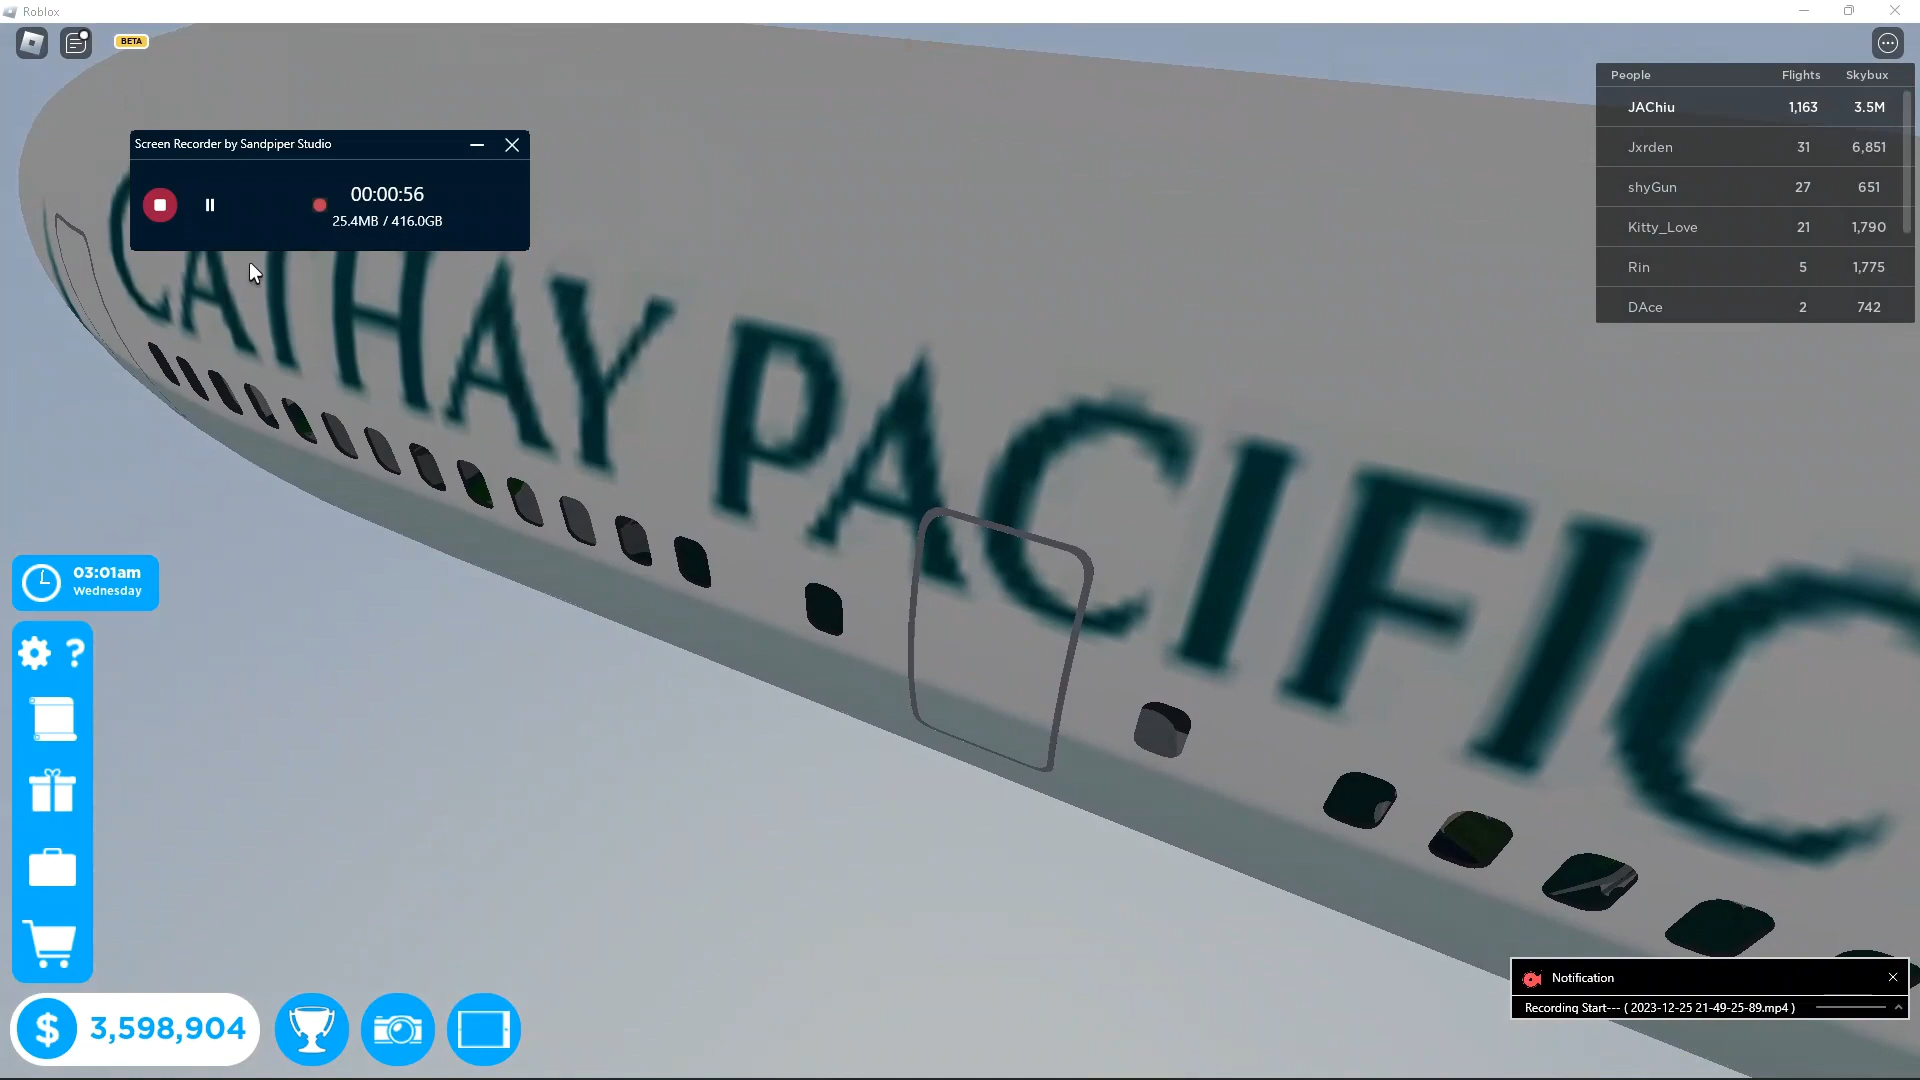 Roblox
BETA
Screen Recorder by Sandpiper Studio
00:00:56
25.4MB / 416.0GB
People Flights Skybux
JAChiu 1,163 3.5M
Jxrden 31 6,851
shyGun 27 651
Kitty_Love 21 1,790
Rin 5 1,775
DAce 2 742
CATHAY PACIFIC
03:01am
Wednesday
?
$ 3,598,904
Notification
Recording Start--- ( 2023-12-25 21-49-25-89.mp4 )